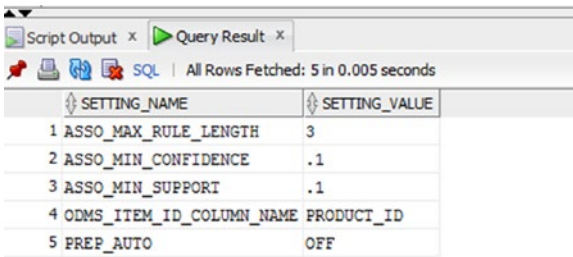 Script Output x Query Result x
SQL | All Rows Fetched: 5 in 0.005 seconds
SETTING_NAME SETTING_VALUE
1 ASSO_MAX_RULE_LENGTH 3
2 ASSO_MIN_CONFIDENCE .1
3 ASSO_MIN_SUPPORT .1
4 ODMS_ITEM_ID_COLUMN_NAME PRODUCT_ID
5 PREP_AUTO OFF